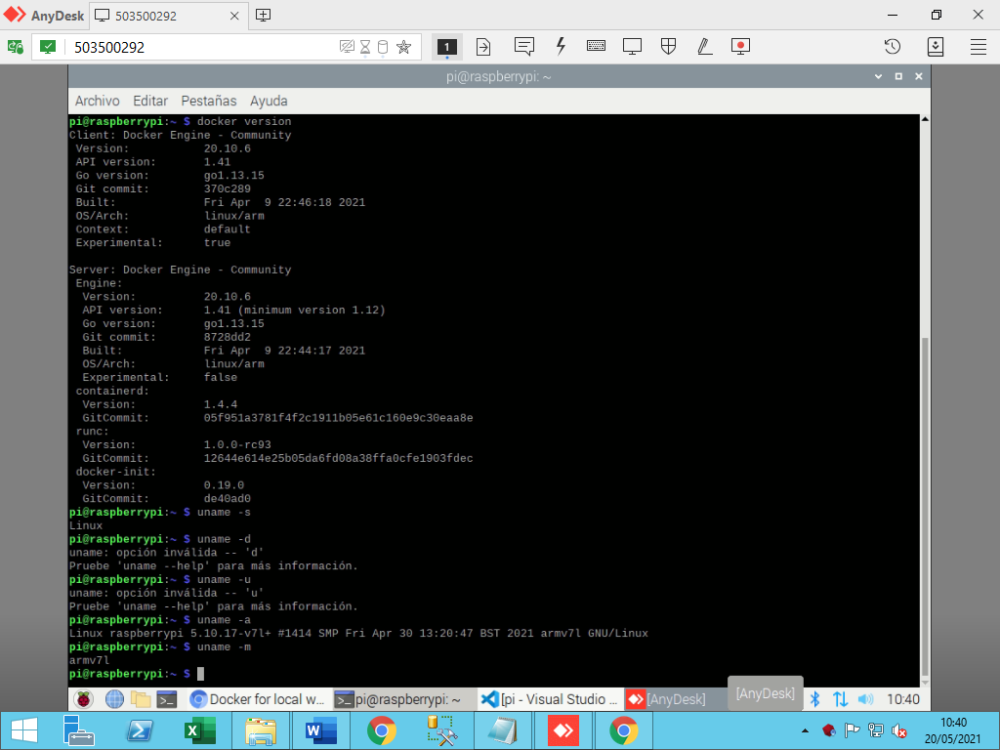 AnyDesk 503500292
503500292 1
pi@raspberrypi: ~
Archivo Editar Pestañas Ayuda
pi@raspberrypi:~ $ docker version
Client: Docker Engine - Community
Version: 20.10.6
API version: 1.41
Go version: go1.13.15
Git commit: 370c289
Built: Fri Apr  9 22:46:18 2021
OS/Arch: linux/arm
Context: default
Experimental: true
Server: Docker Engine - Community
Engine:
Version: 20.10.6
API version: 1.41 (minimum version 1.12)
Go version: go1.13.15
Git commit: 8728dd2
Built: Fri Apr  9 22:44:17 2021
OS/Arch: linux/arm
Experimental: false
containerd:
Version: 1.4.4
GitCommit: 05f951a3781f4f2c1911b05e61c160e9c30eaa8e
runc:
Version: 1.0.0-rc93
GitCommit: 12644e614e25b05da6fd08a38ffa0cfe1903fdec
docker-init:
Version: 0.19.0
GitCommit: de40ad0
pi@raspberrypi:~ $ uname -s
Linux
pi@raspberrypi:~ $ uname -d
uname: opción inválida -- 'd'
Pruebe 'uname --help' para más información.
pi@raspberrypi:~ $ uname -u
uname: opción inválida -- 'u'
Pruebe 'uname --help' para más información.
pi@raspberrypi:~ $ uname -a
Linux raspberrypi 5.10.17-v7l+ #1414 SMP Fri Apr 30 13:20:47 BST 2021 armv7l GNU/Linux
pi@raspberrypi:~ $ uname -m
armv7l
pi@raspberrypi:~ $
[AnyDesk]
Docker for local w... pi@raspberrypi: ~ [pi - Visual Studio ... [AnyDesk] 10:40
10:40
20/05/2021